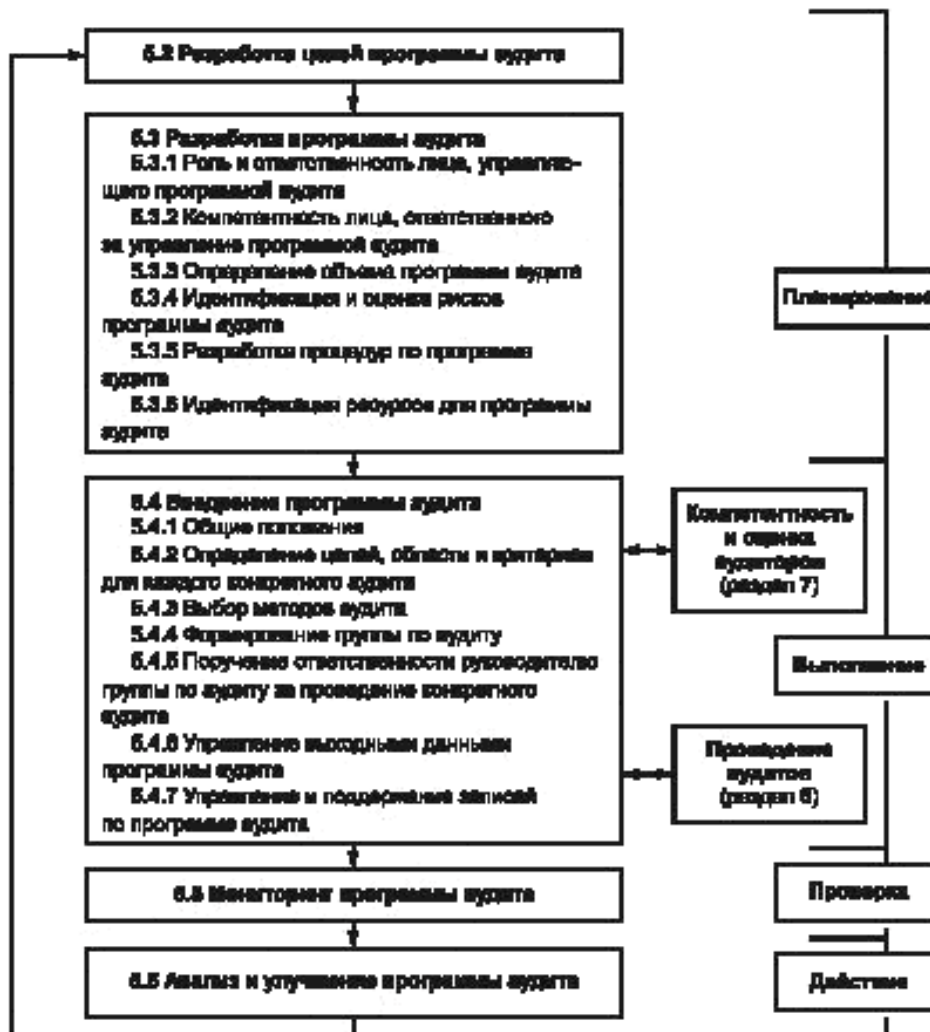 5.2 Разработка целей программы аудита
5.3 Разработка программы аудита
5.3.1 Роль и ответственность лица, управляю-
щего программой аудита
5.3.2 Компетентность лица, ответственного
за управление программой аудита
5.3.3 Определение объема программы аудита
5.3.4 Идентификация и оценка рисков
программы аудита
5.3.5 Разработка процедур по программе
аудита
5.3.6 Идентификация ресурсов для программы
аудита
Планирование
5.4 Внедрение программы аудита
5.4.1 Общие положения
5.4.2 Определение целей, области и критериев
для каждого конкретного аудита
5.4.3 Выбор методов аудита
5.4.4 Формирование группы по аудиту
5.4.5 Поручение ответственности руководителю
группы по аудиту за проведение конкретного
аудита
5.4.6 Управление выходными данными
программы аудита
5.4.7 Управление и поддержание записей
по программе аудита
Компетентность
и оценка
аудиторов
(раздел 7)
Выполнение
Проведение
аудитов
(раздел 6)
5.5 Мониторинг программы аудита
Проверка
5.6 Анализ и улучшение программы аудита
Действие